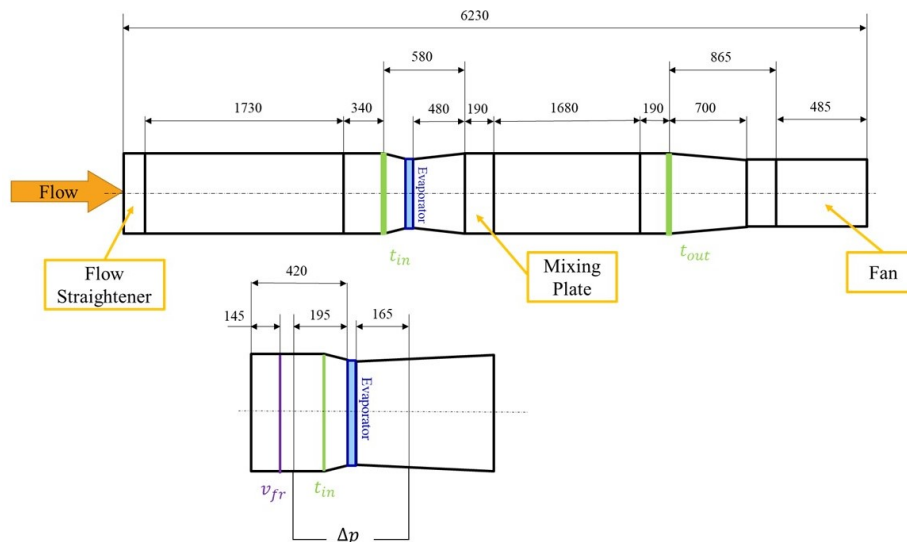 6230
580
865
1730
340
480
190
1680
190
700
485
Flow
Evaporator
t_in
t_out
Flow
Straightener
Mixing
Plate
Fan
420
145
195
165
Evaporator
v_fr
t_in
Δp